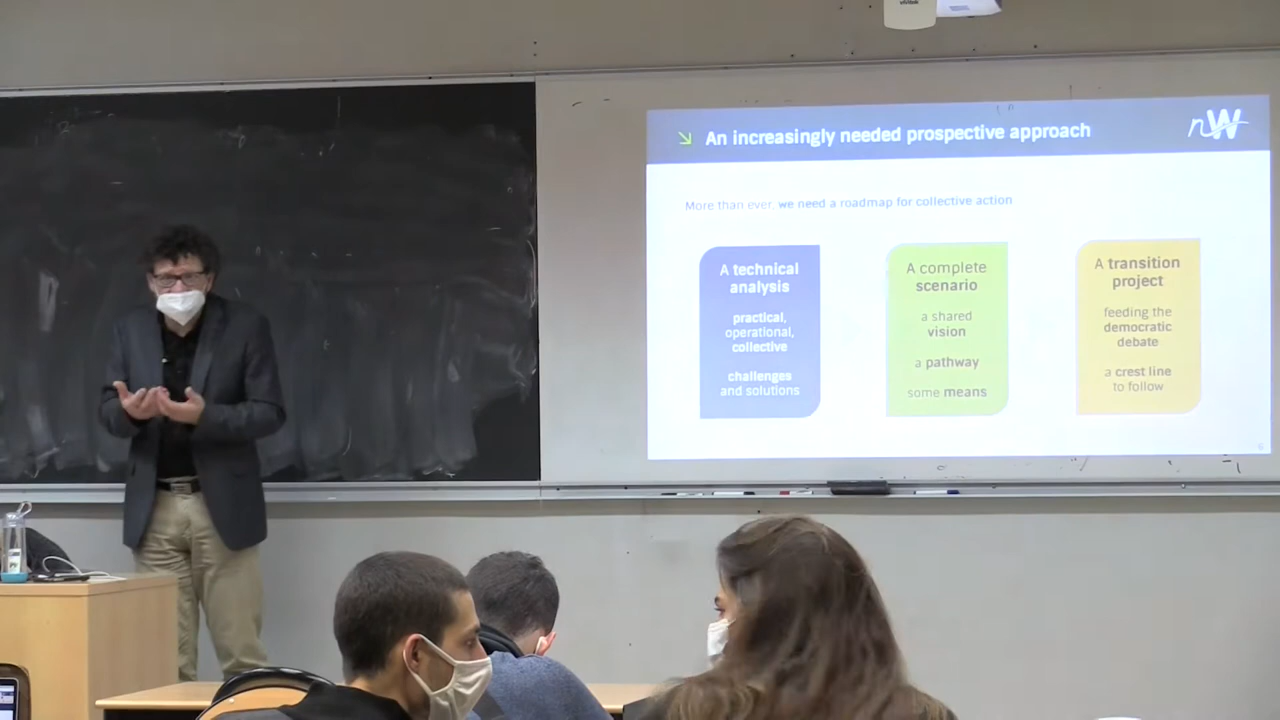 vivitek
An increasingly needed prospective approach
nW
More than ever, we need a roadmap for collective action
A technical
analysis
practical,
operational,
collective
challenges
and solutions
A complete
scenario
a shared
vision
a pathway
some means
A transition
project
feeding the
democratic
debate
a crest line
to follow
6